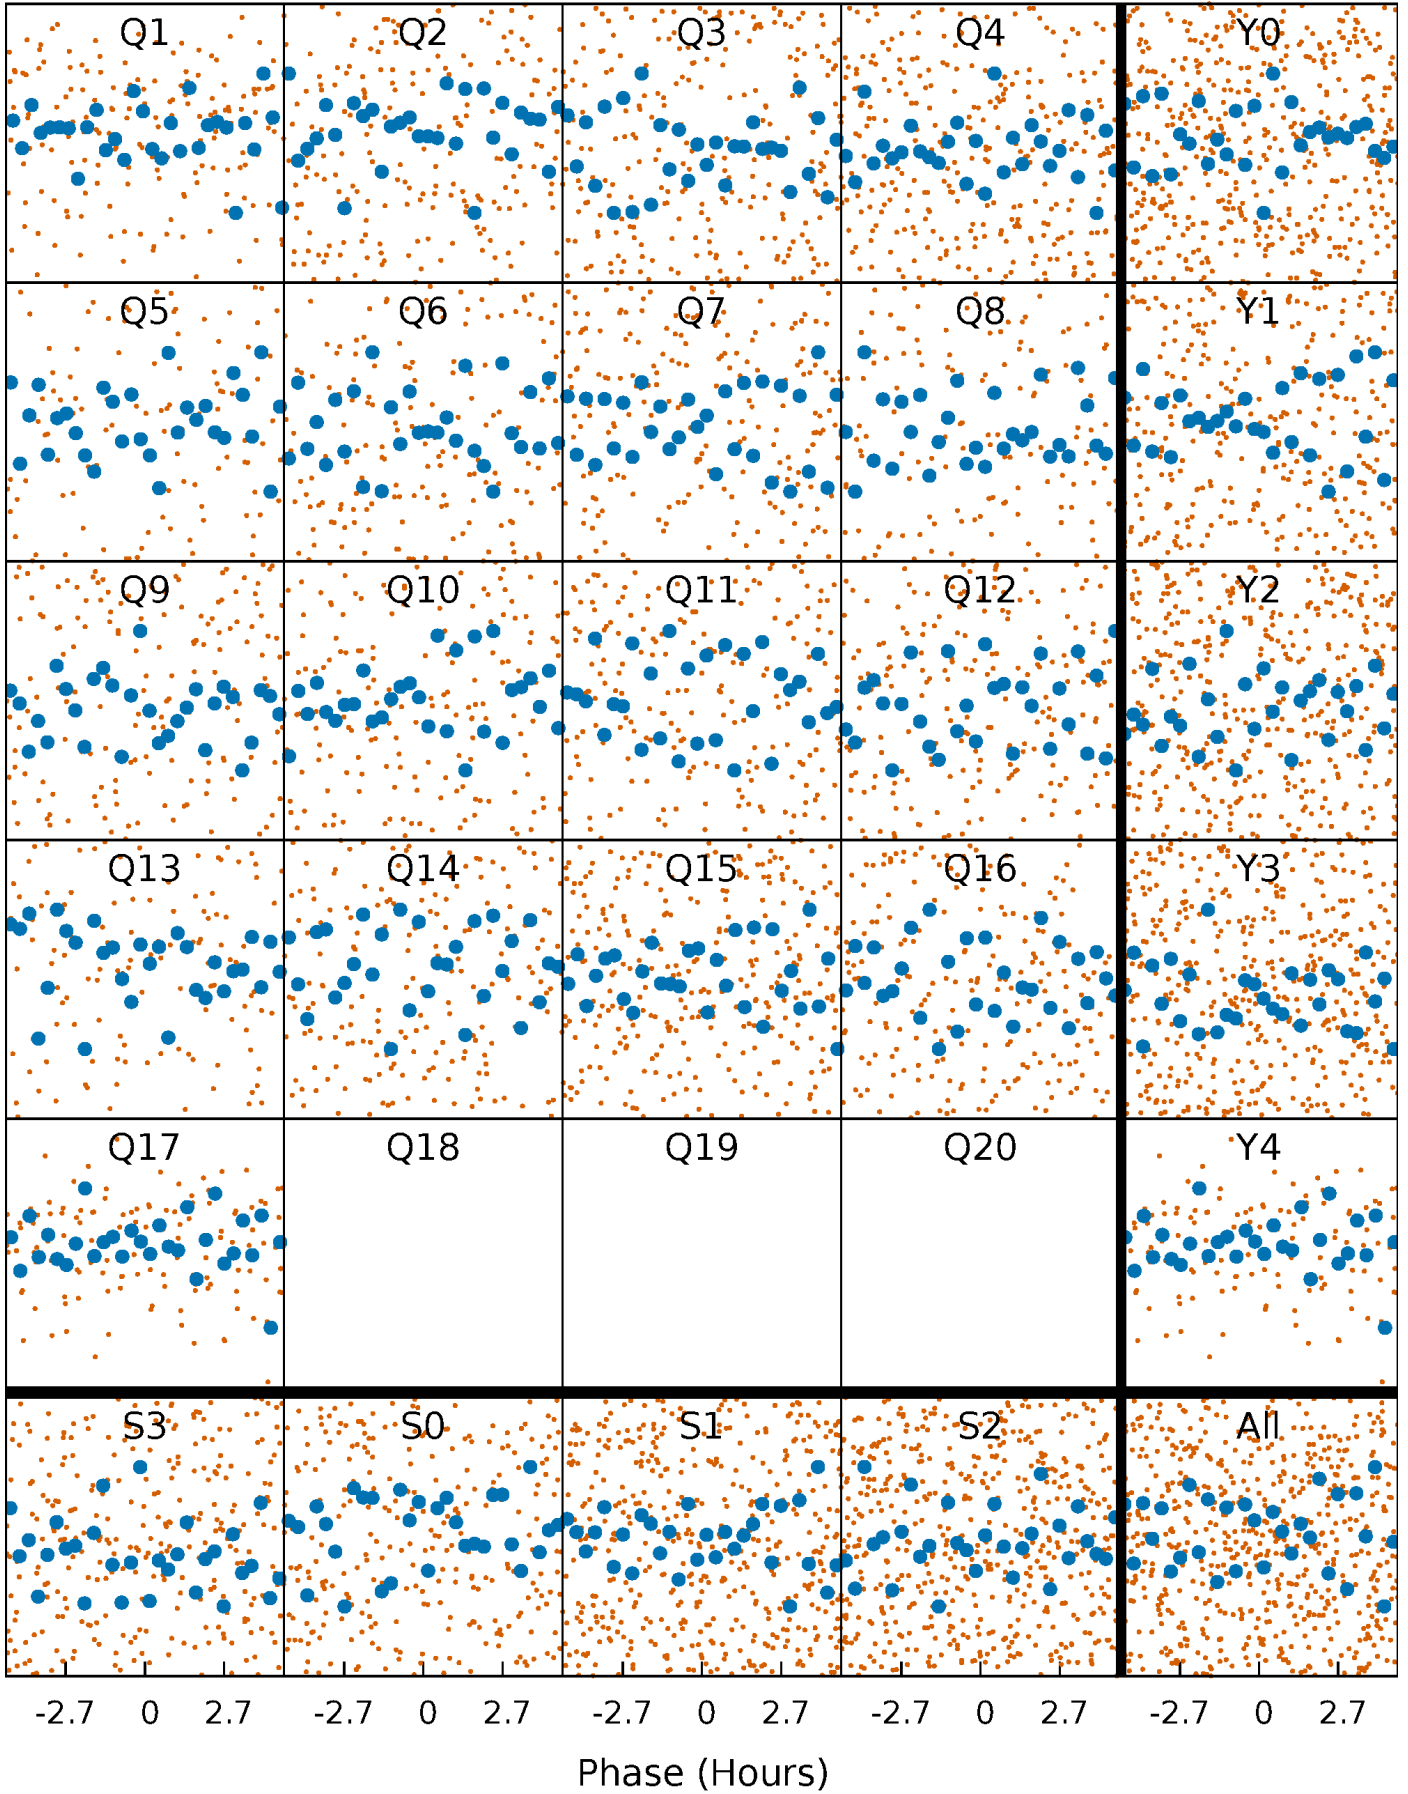 Q1 Q2 Q3 Q4 Y0
Q5 Q6 Q7 Q8 Y1
Q9 Q10 Q11 Q12 Y2
Q13 Q14 Q15 Q16 Y3
Q17 Q18 Q19 Q20 Y4
S3 S0 S1 S2 All
-2.7 0 2.7 -2.7 0 2.7 -2.7 0 2.7 -2.7 0 2.7 -2.7 0 2.7
Phase (Hours)